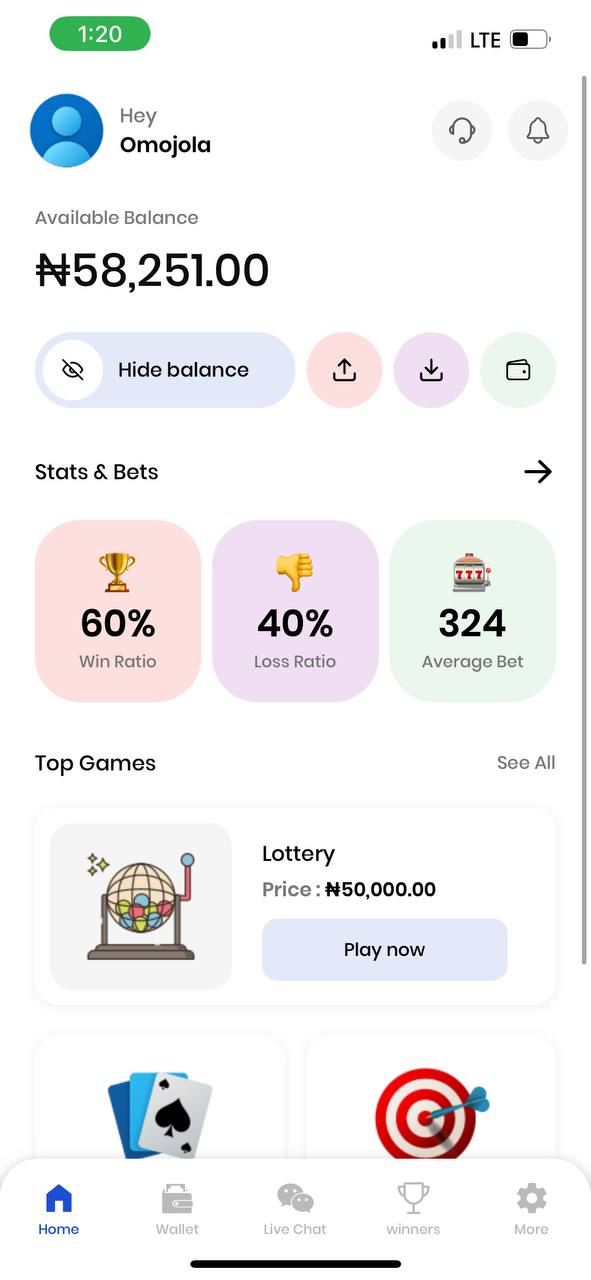 1:20
LTE
Hey
Omojola
Available Balance
₦58,251.00
Hide balance
Stats & Bets
777
60%
40%
324
Win Ratio
Loss Ratio
Average Bet
Top Games
See All
Lottery
Price : ₦50,000.00
Play now
Home
Wallet
Live Chat
winners
More